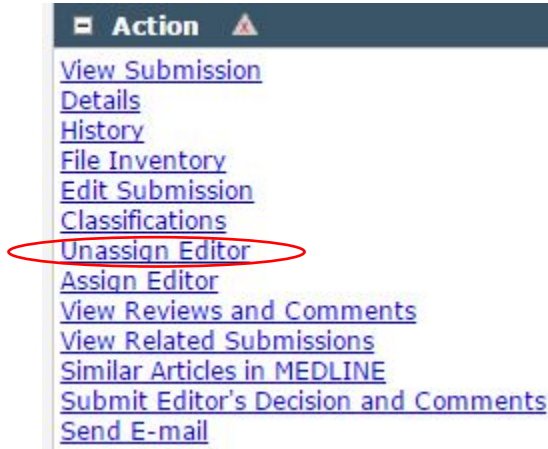 Action
View Submission
Details
History
File Inventory
Edit Submission
Classifications
Unassign Editor
Assign Editor
View Reviews and Comments
View Related Submissions
Similar Articles in MEDLINE
Submit Editor's Decision and Comments
Send E-mail